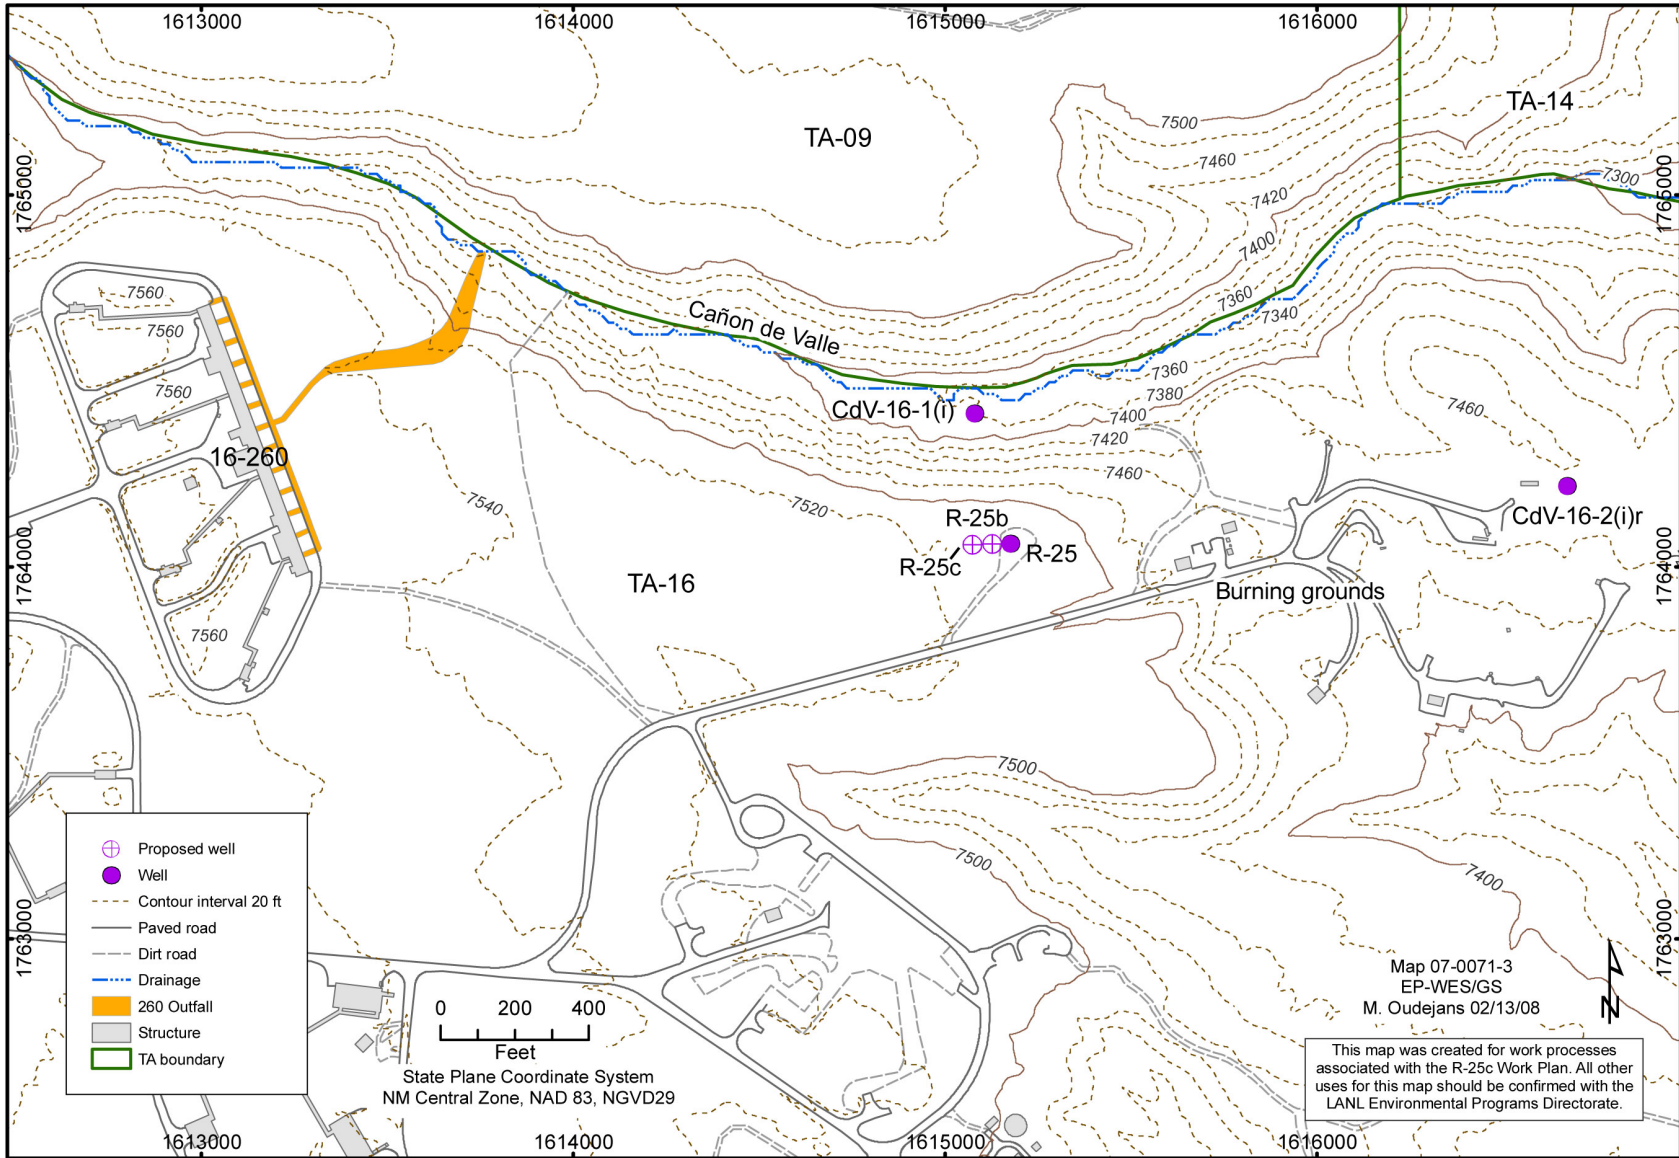 1613000
1614000
1615000
1616000
TA-14
7500
TA-09
7460
7300
1765000
1765000
7420
7400
7560
7360
Cañon de Valle
7340
7560
7360
7560
7380
CdV-16-1(i)
7400
7460
7420
16-260
7460
7540
7520
R-25b
CdV-16-2(i)r
R-25
R-25c
1764000
1764000
TA-16
Burning grounds
7560
7500
7500
7400
Proposed well
Well
Contour interval 20 ft
Paved road
Dirt road
Drainage
260 Outfall
Structure
TA boundary
1763000
1763000
0 200 400
Feet
State Plane Coordinate System
NM Central Zone, NAD 83, NGVD29
Map 07-0071-3
EP-WES/GS
M. Oudejans 02/13/08
N
This map was created for work processes
associated with the R-25c Work Plan. All other
uses for this map should be confirmed with the
LANL Environmental Programs Directorate.
1613000
1614000
1615000
1616000